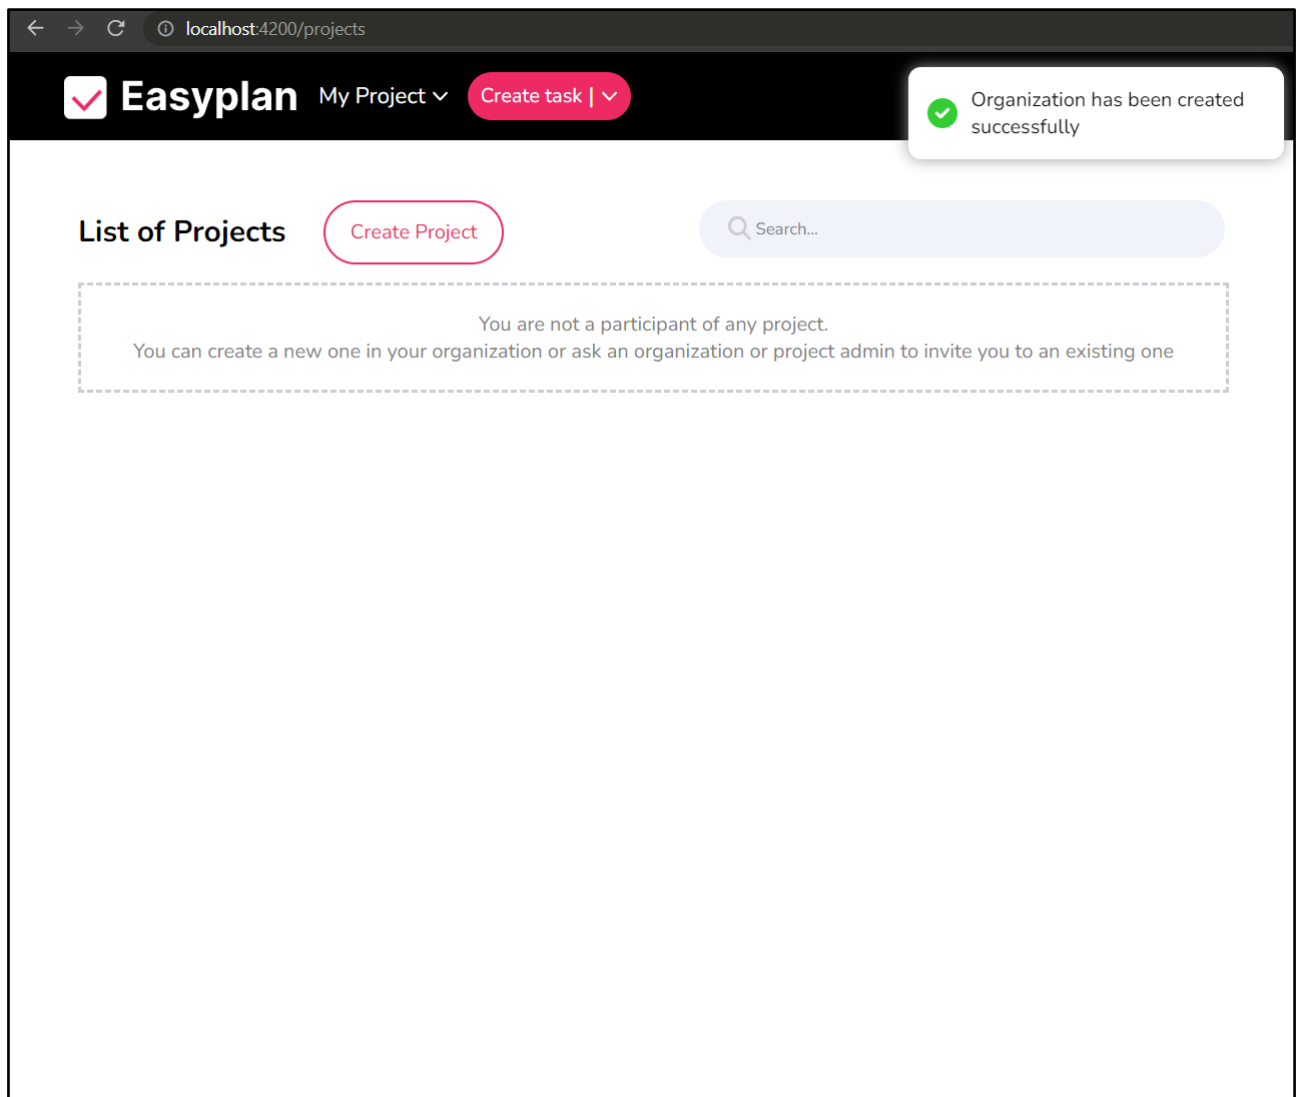 localhost:4200/projects
Easyplan My Project Create task |
Organization has been created
successfully
List of Projects Create Project Search...
You are not a participant of any project.
You can create a new one in your organization or ask an organization or project admin to invite you to an existing one